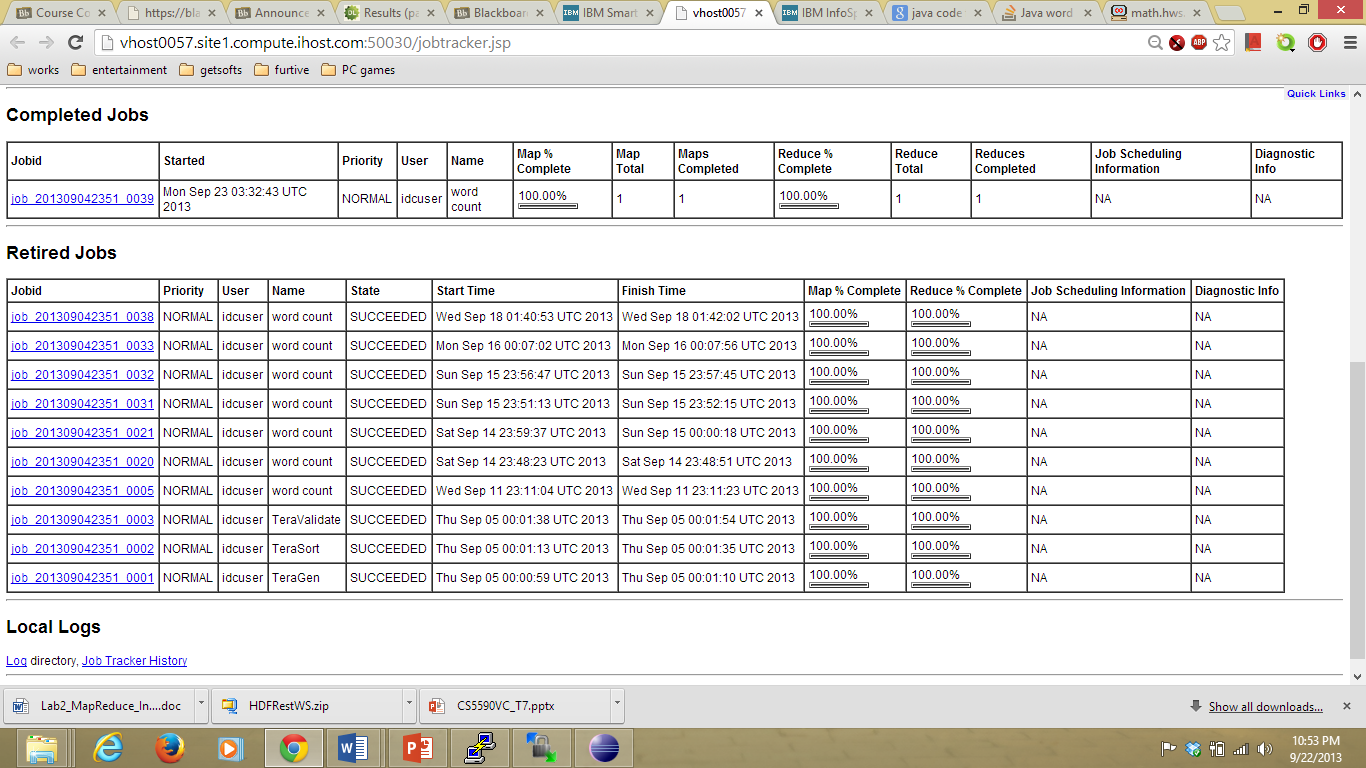 Course Co
https://bla
Announce
Results (pa
Blackboar
IBM Smart
vhost0057
IBM InfoSp
java code
Java word
math.hws.
vhost0057.site1.compute.ihost.com:50030/jobtracker.jsp
works entertainment getsofts furtive PC games
Quick Links
Completed Jobs
Jobid Started Priority User Name Map % Complete Map Total Maps Completed Reduce % Complete Reduce Total Reduces Completed Job Scheduling Information Diagnostic Info
job_201309042351_0039 Mon Sep 23 03:32:43 UTC 2013 NORMAL idcuser word count 100.00% 1 1 100.00% 1 1 NA NA
Retired Jobs
Jobid Priority User Name State Start Time Finish Time Map % Complete Reduce % Complete Job Scheduling Information Diagnostic Info
job_201309042351_0038 NORMAL idcuser word count SUCCEEDED Wed Sep 18 01:40:53 UTC 2013 Wed Sep 18 01:42:02 UTC 2013 100.00% 100.00% NA NA
job_201309042351_0033 NORMAL idcuser word count SUCCEEDED Mon Sep 16 00:07:02 UTC 2013 Mon Sep 16 00:07:56 UTC 2013 100.00% 100.00% NA NA
job_201309042351_0032 NORMAL idcuser word count SUCCEEDED Sun Sep 15 23:56:47 UTC 2013 Sun Sep 15 23:57:45 UTC 2013 100.00% 100.00% NA NA
job_201309042351_0031 NORMAL idcuser word count SUCCEEDED Sun Sep 15 23:51:13 UTC 2013 Sun Sep 15 23:52:15 UTC 2013 100.00% 100.00% NA NA
job_201309042351_0021 NORMAL idcuser word count SUCCEEDED Sat Sep 14 23:59:37 UTC 2013 Sun Sep 15 00:00:18 UTC 2013 100.00% 100.00% NA NA
job_201309042351_0020 NORMAL idcuser word count SUCCEEDED Sat Sep 14 23:48:23 UTC 2013 Sat Sep 14 23:48:51 UTC 2013 100.00% 100.00% NA NA
job_201309042351_0005 NORMAL idcuser word count SUCCEEDED Wed Sep 11 23:11:04 UTC 2013 Wed Sep 11 23:11:23 UTC 2013 100.00% 100.00% NA NA
job_201309042351_0003 NORMAL idcuser TeraValidate SUCCEEDED Thu Sep 05 00:01:38 UTC 2013 Thu Sep 05 00:01:54 UTC 2013 100.00% 100.00% NA NA
job_201309042351_0002 NORMAL idcuser TeraSort SUCCEEDED Thu Sep 05 00:01:13 UTC 2013 Thu Sep 05 00:01:35 UTC 2013 100.00% 100.00% NA NA
job_201309042351_0001 NORMAL idcuser TeraGen SUCCEEDED Thu Sep 05 00:00:59 UTC 2013 Thu Sep 05 00:01:10 UTC 2013 100.00% 100.00% NA NA
Local Logs
Log directory, Job Tracker History
Lab2_MapReduce_In....doc
HDFRestWS.zip
CS5590VC_T7.pptx
Show all downloads...
10:53 PM
9/22/2013